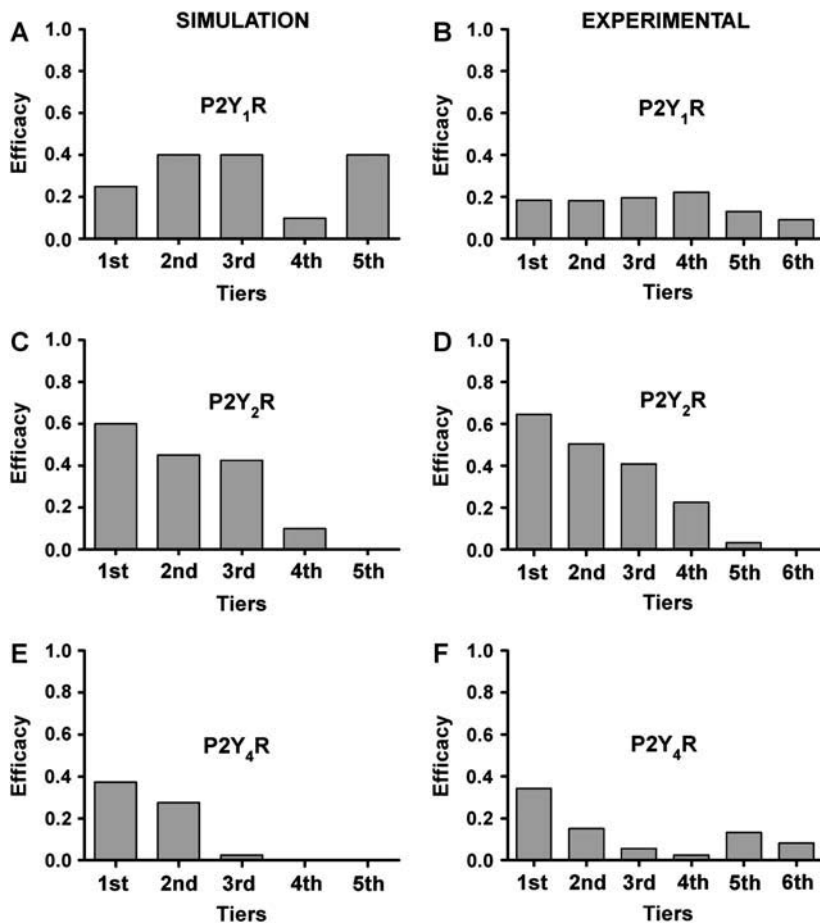 SIMULATION
EXPERIMENTAL
A
P2Y1R
Efficacy
1.0
0.8
0.6
0.4
0.2
0.0
1st 2nd 3rd 4th 5th
Tiers
B
P2Y1R
Efficacy
1.0
0.8
0.6
0.4
0.2
0.0
1st 2nd 3rd 4th 5th 6th
Tiers
C
P2Y2R
Efficacy
1.0
0.8
0.6
0.4
0.2
0.0
1st 2nd 3rd 4th 5th
Tiers
D
P2Y2R
Efficacy
1.0
0.8
0.6
0.4
0.2
0.0
1st 2nd 3rd 4th 5th 6th
Tiers
E
P2Y4R
Efficacy
1.0
0.8
0.6
0.4
0.2
0.0
1st 2nd 3rd 4th 5th
Tiers
F
P2Y4R
Efficacy
1.0
0.8
0.6
0.4
0.2
0.0
1st 2nd 3rd 4th 5th 6th
Tiers